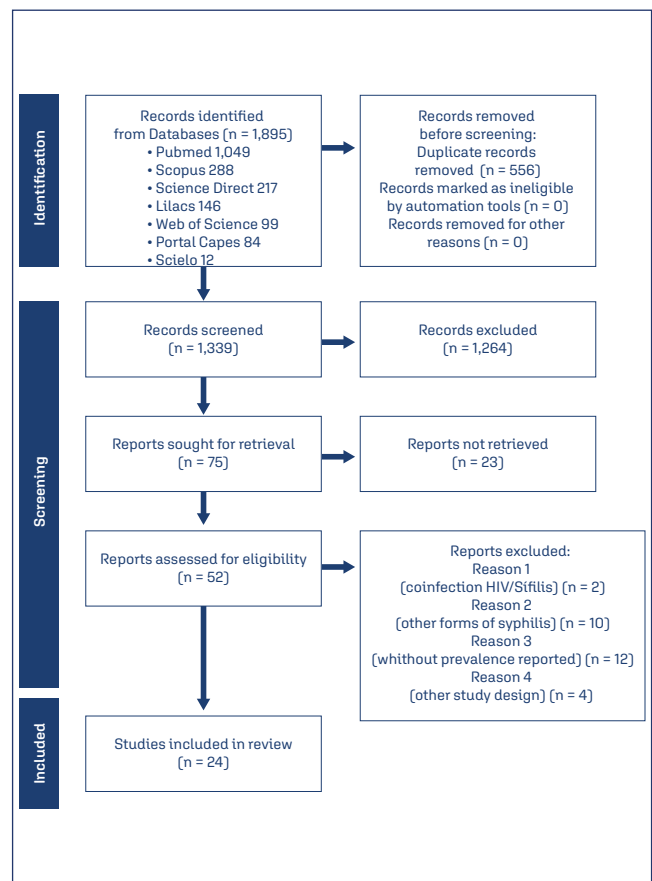 Identification
Records identified
from Databases (n = 1,895)
• Pubmed 1,049
• Scopus 288
• Science Direct 217
• Lilacs 146
• Web of Science 99
• Portal Capes 84
• Scielo 12
Records removed
before screening:
Duplicate records
removed (n = 556)
Records marked as ineligible
by automation tools (n = 0)
Records removed for other
reasons (n = 0)
Screening
Records screened
(n = 1,339)
Records excluded
(n = 1,264)
Reports sought for retrieval
(n = 75)
Reports not retrieved
(n = 23)
Reports assessed for eligibility
(n = 52)
Reports excluded:
Reason 1
(coinfection HIV/Sífilis) (n = 2)
Reason 2
(other forms of syphilis) (n = 10)
Reason 3
(whithout prevalence reported) (n = 12)
Reason 4
(other study design) (n = 4)
Included
Studies included in review
(n = 24)